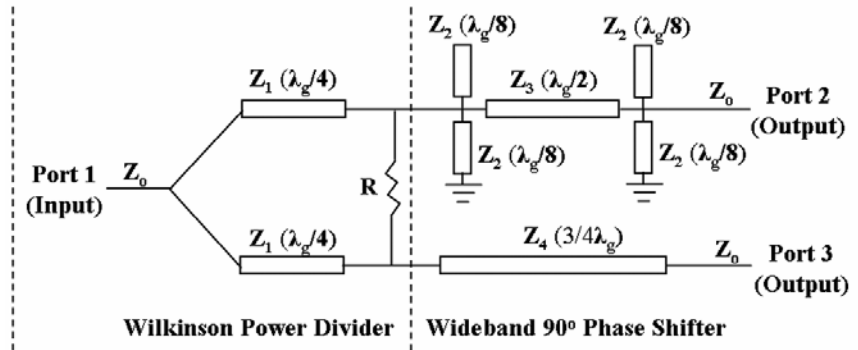 Z₂ (λg/8)
Z₂ (λg/8)
Z₁ (λg/4)
Z₃ (λg/2)
Zₒ
Port 2
(Output)
Port 1
(Input)
Zₒ
R
Z₂ (λg/8)
Z₂ (λg/8)
Z₁ (λg/4)
Z₄ (3/4λg)
Zₒ
Port 3
(Output)
Wilkinson Power Divider
Wideband 90º Phase Shifter